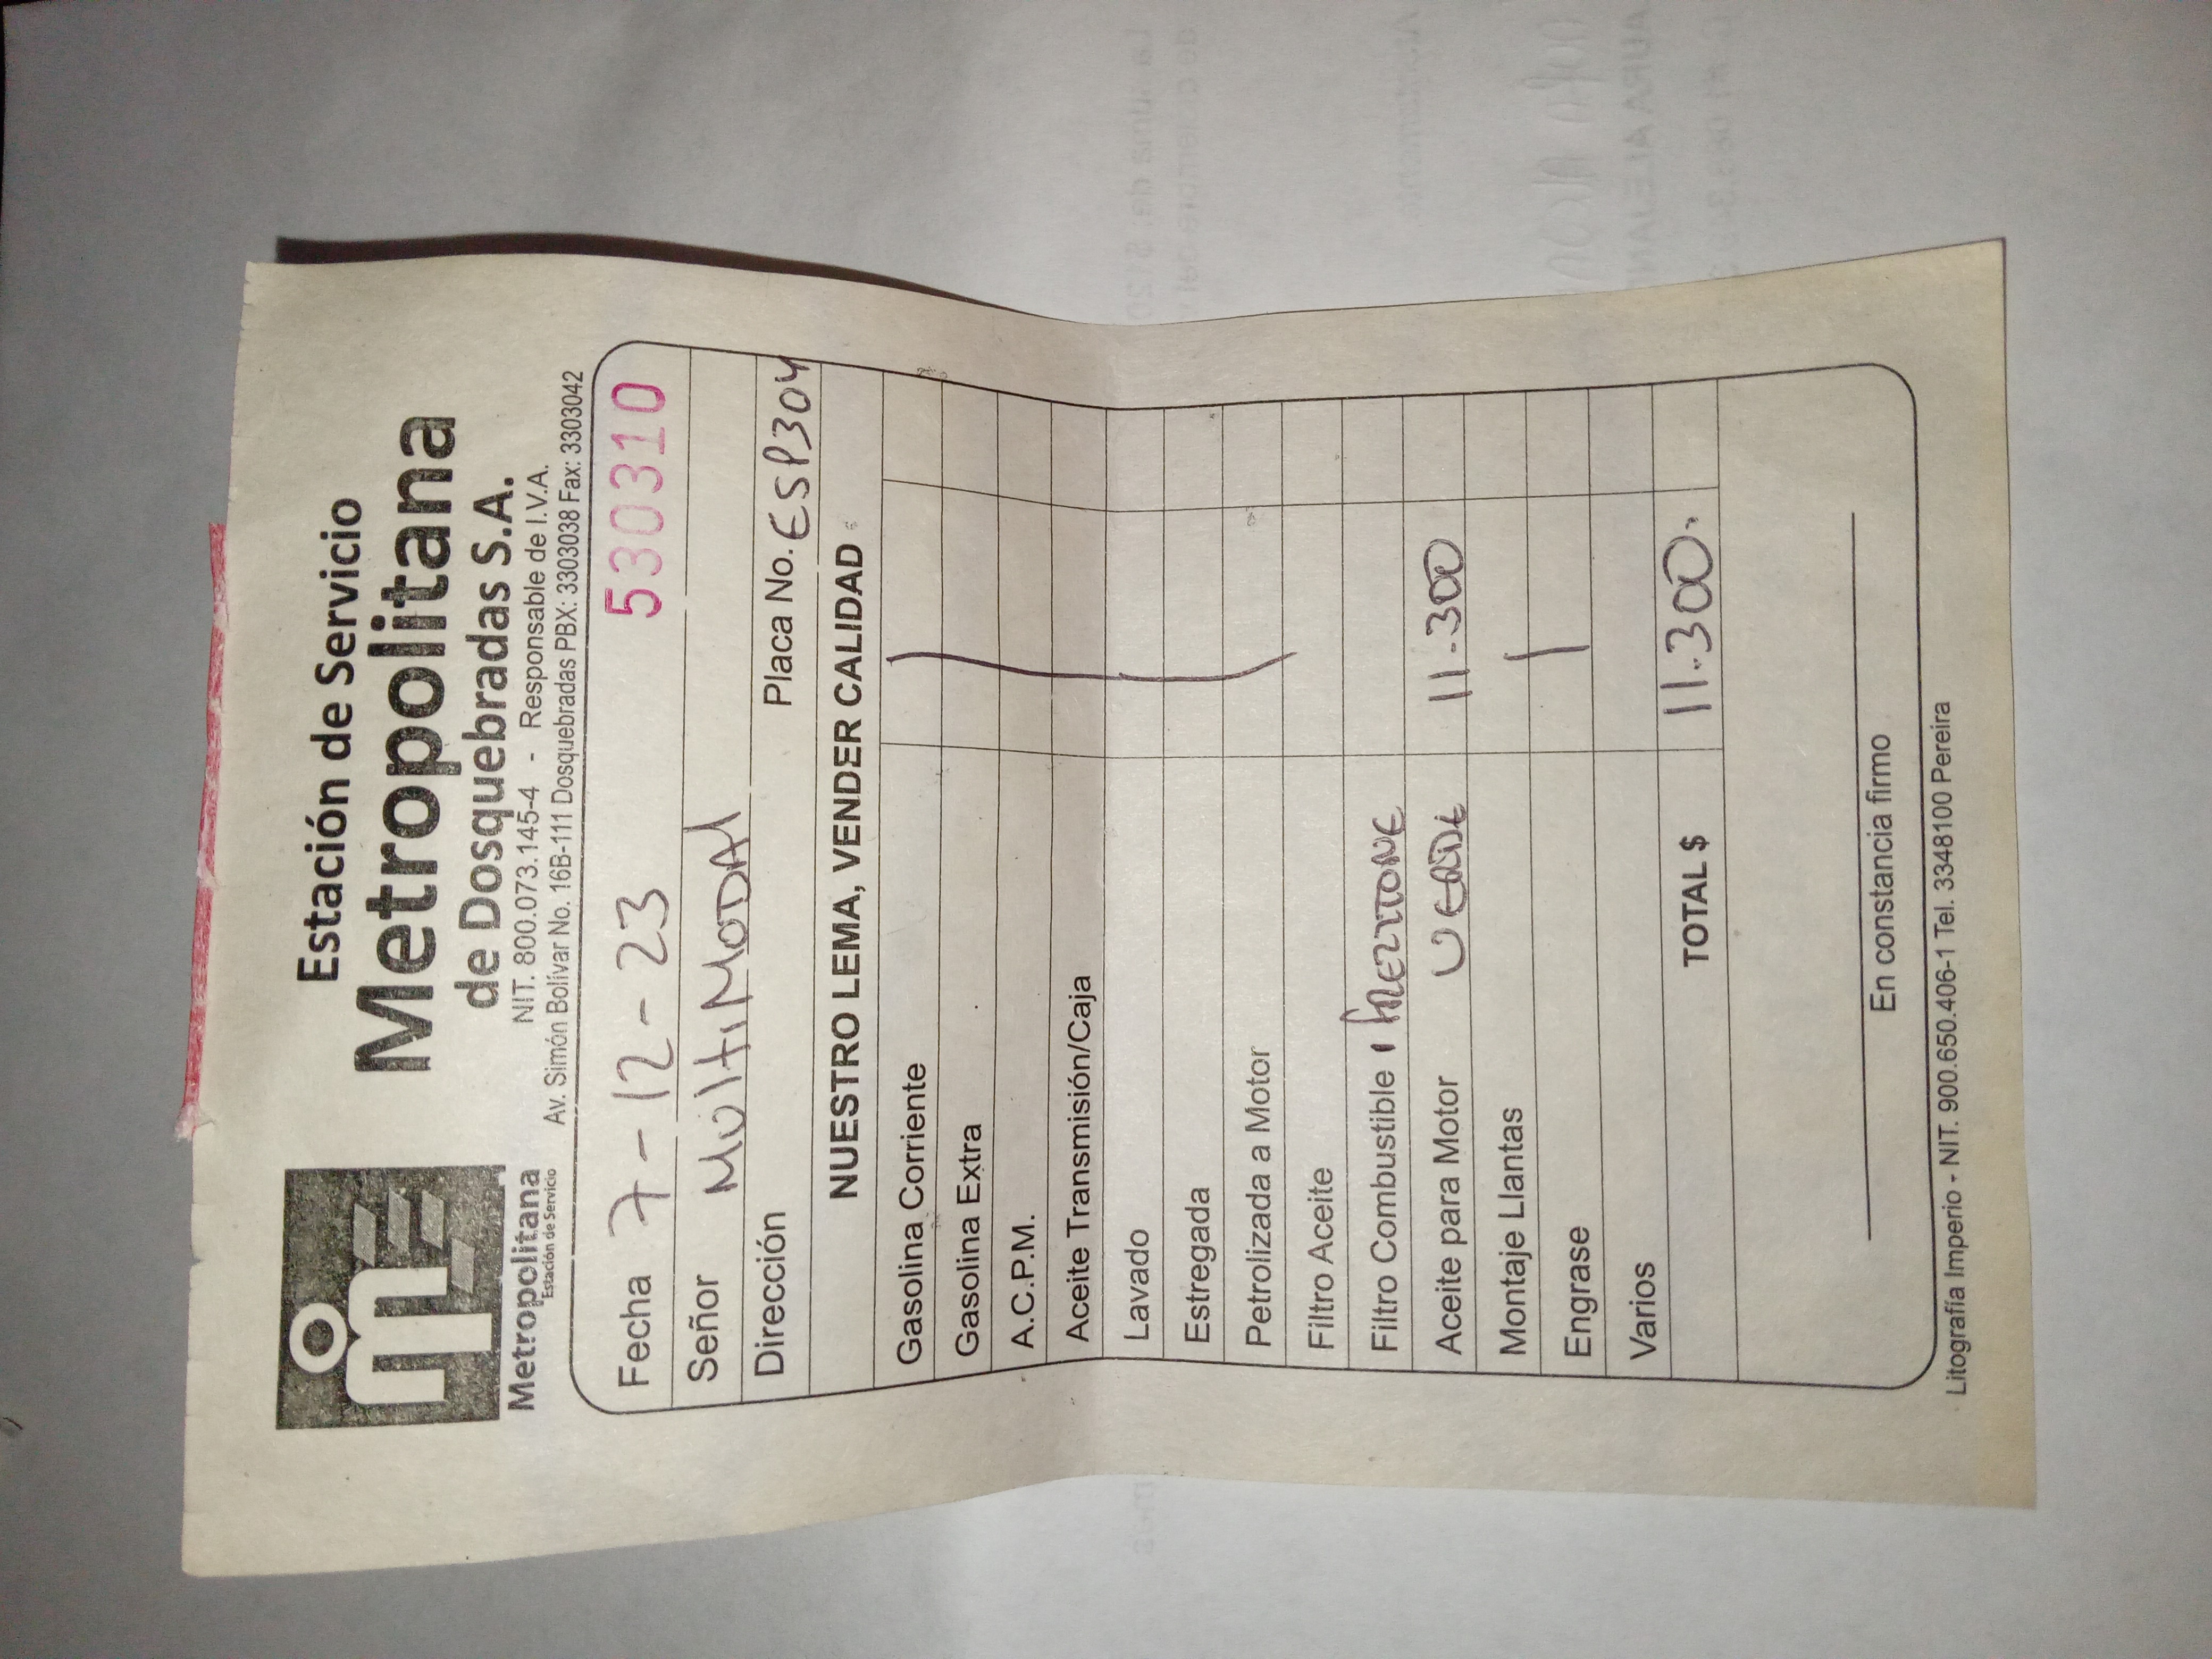 Metropolitana
Estación de Servicio
Estación de Servicio
Metropolitana
de Dosquebradas S.A.
NIT. 800.073.145-4 - Responsable de I.V.A.
Av. Simón Bolívar No. 16B-111 Dosquebradas PBX: 3303038 Fax: 3303042
Fecha 7-12-23 530310
Señor MultiMODAl
Dirección Placa No. ESP304
NUESTRO LEMA, VENDER CALIDAD
Gasolina Corriente
Gasolina Extra
A.C.P.M.
Aceite Transmisión/Caja
Lavado
Estregada
Petrolizada a Motor
Filtro Aceite
Filtro Combustible 1
Aceite para Motor 11.300
Montaje Llantas
Engrase
Varios
TOTAL $ 11.300.
En constancia firmo
Litografía Imperio - NIT. 900.650.406-1 Tel. 3348100 Pereira